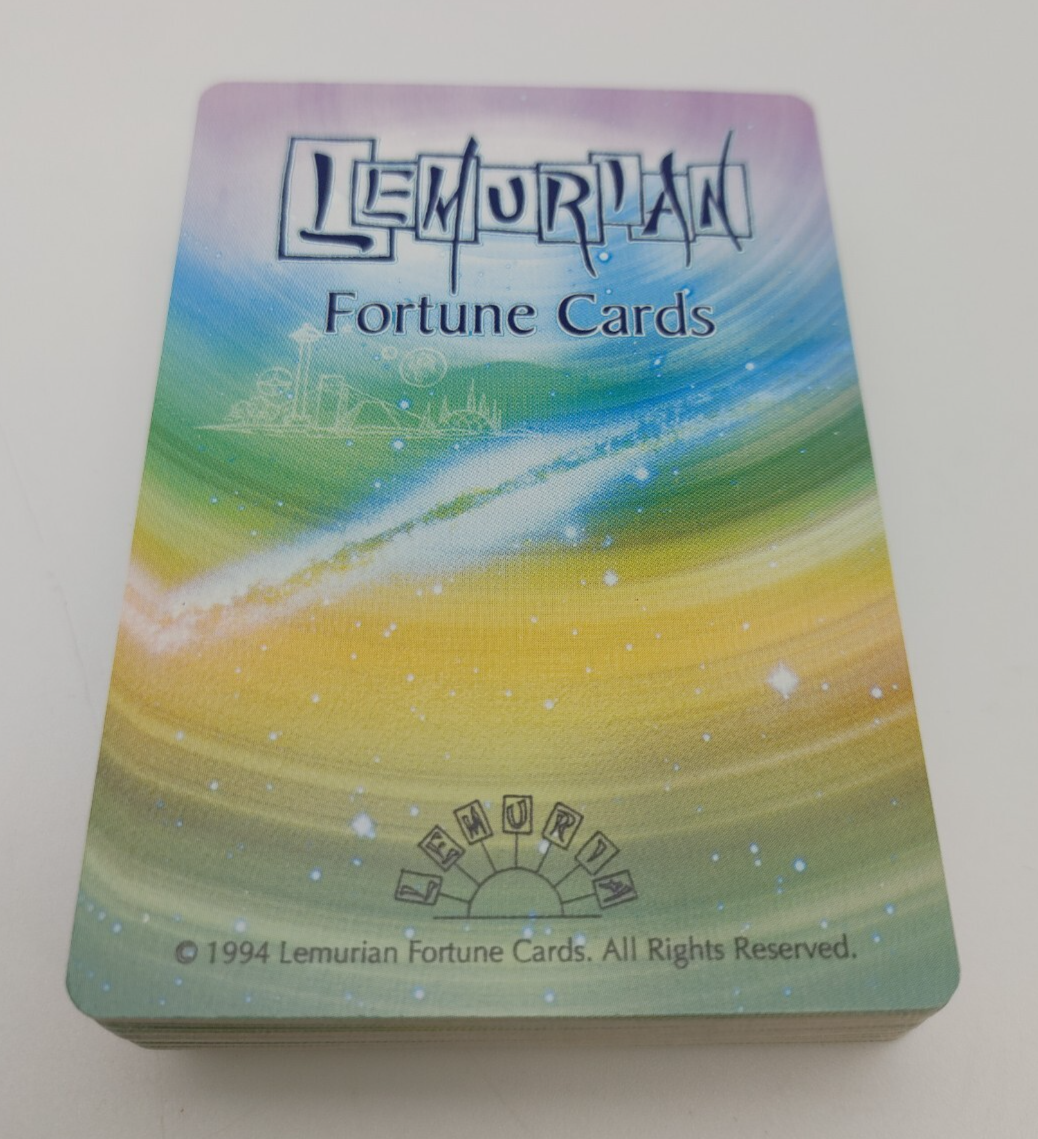 LEMURIAN
Fortune Cards
LEMURIA
© 1994 Lemurian Fortune Cards. All Rights Reserved.